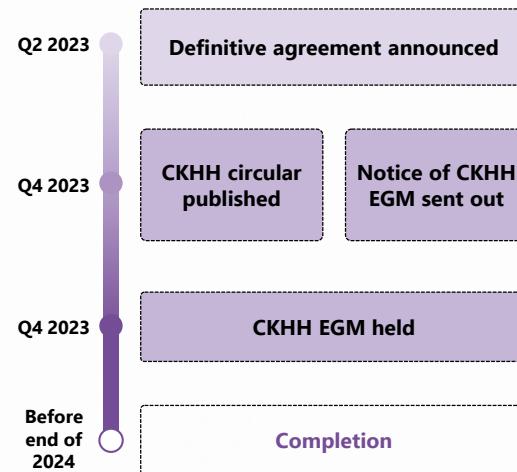 Q2 2023
Definitive agreement announced
Q4 2023
CKHH circular
published
Notice of CKHH
EGM sent out
Q4 2023
CKHH EGM held
Before
end of
2024
Completion